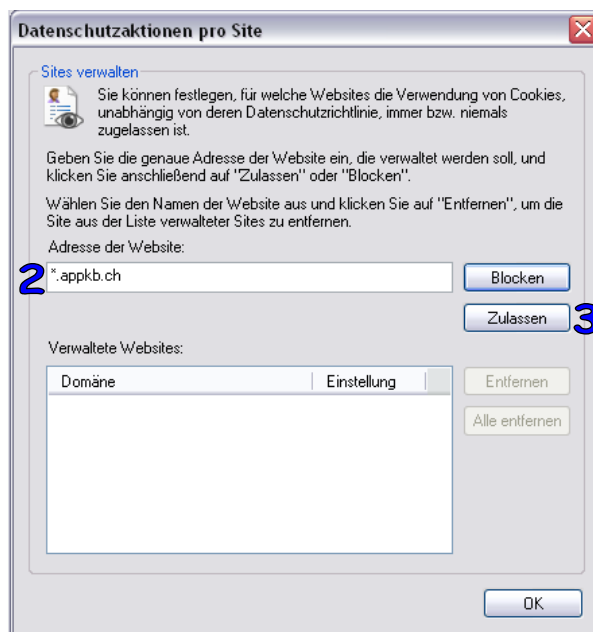 Datenschutzaktionen pro Site
Sites verwalten
Sie können festlegen, für welche Websites die Verwendung von Cookies,
unabhängig von deren Datenschutzrichtlinie, immer bzw. niemals
zugelassen ist.
Geben Sie die genaue Adresse der Website ein, die verwaltet werden soll, und
klicken Sie anschließend auf "Zulassen" oder "Blocken".
Wählen Sie den Namen der Website aus und klicken Sie auf "Entfernen", um die
Site aus der Liste verwalteter Sites zu entfernen.
Adresse der Website:
2 *.appkb.ch Blocken
Zulassen 3
Verwaltete Websites:
Domäne Einstellung Entfernen
Alle entfernen
OK